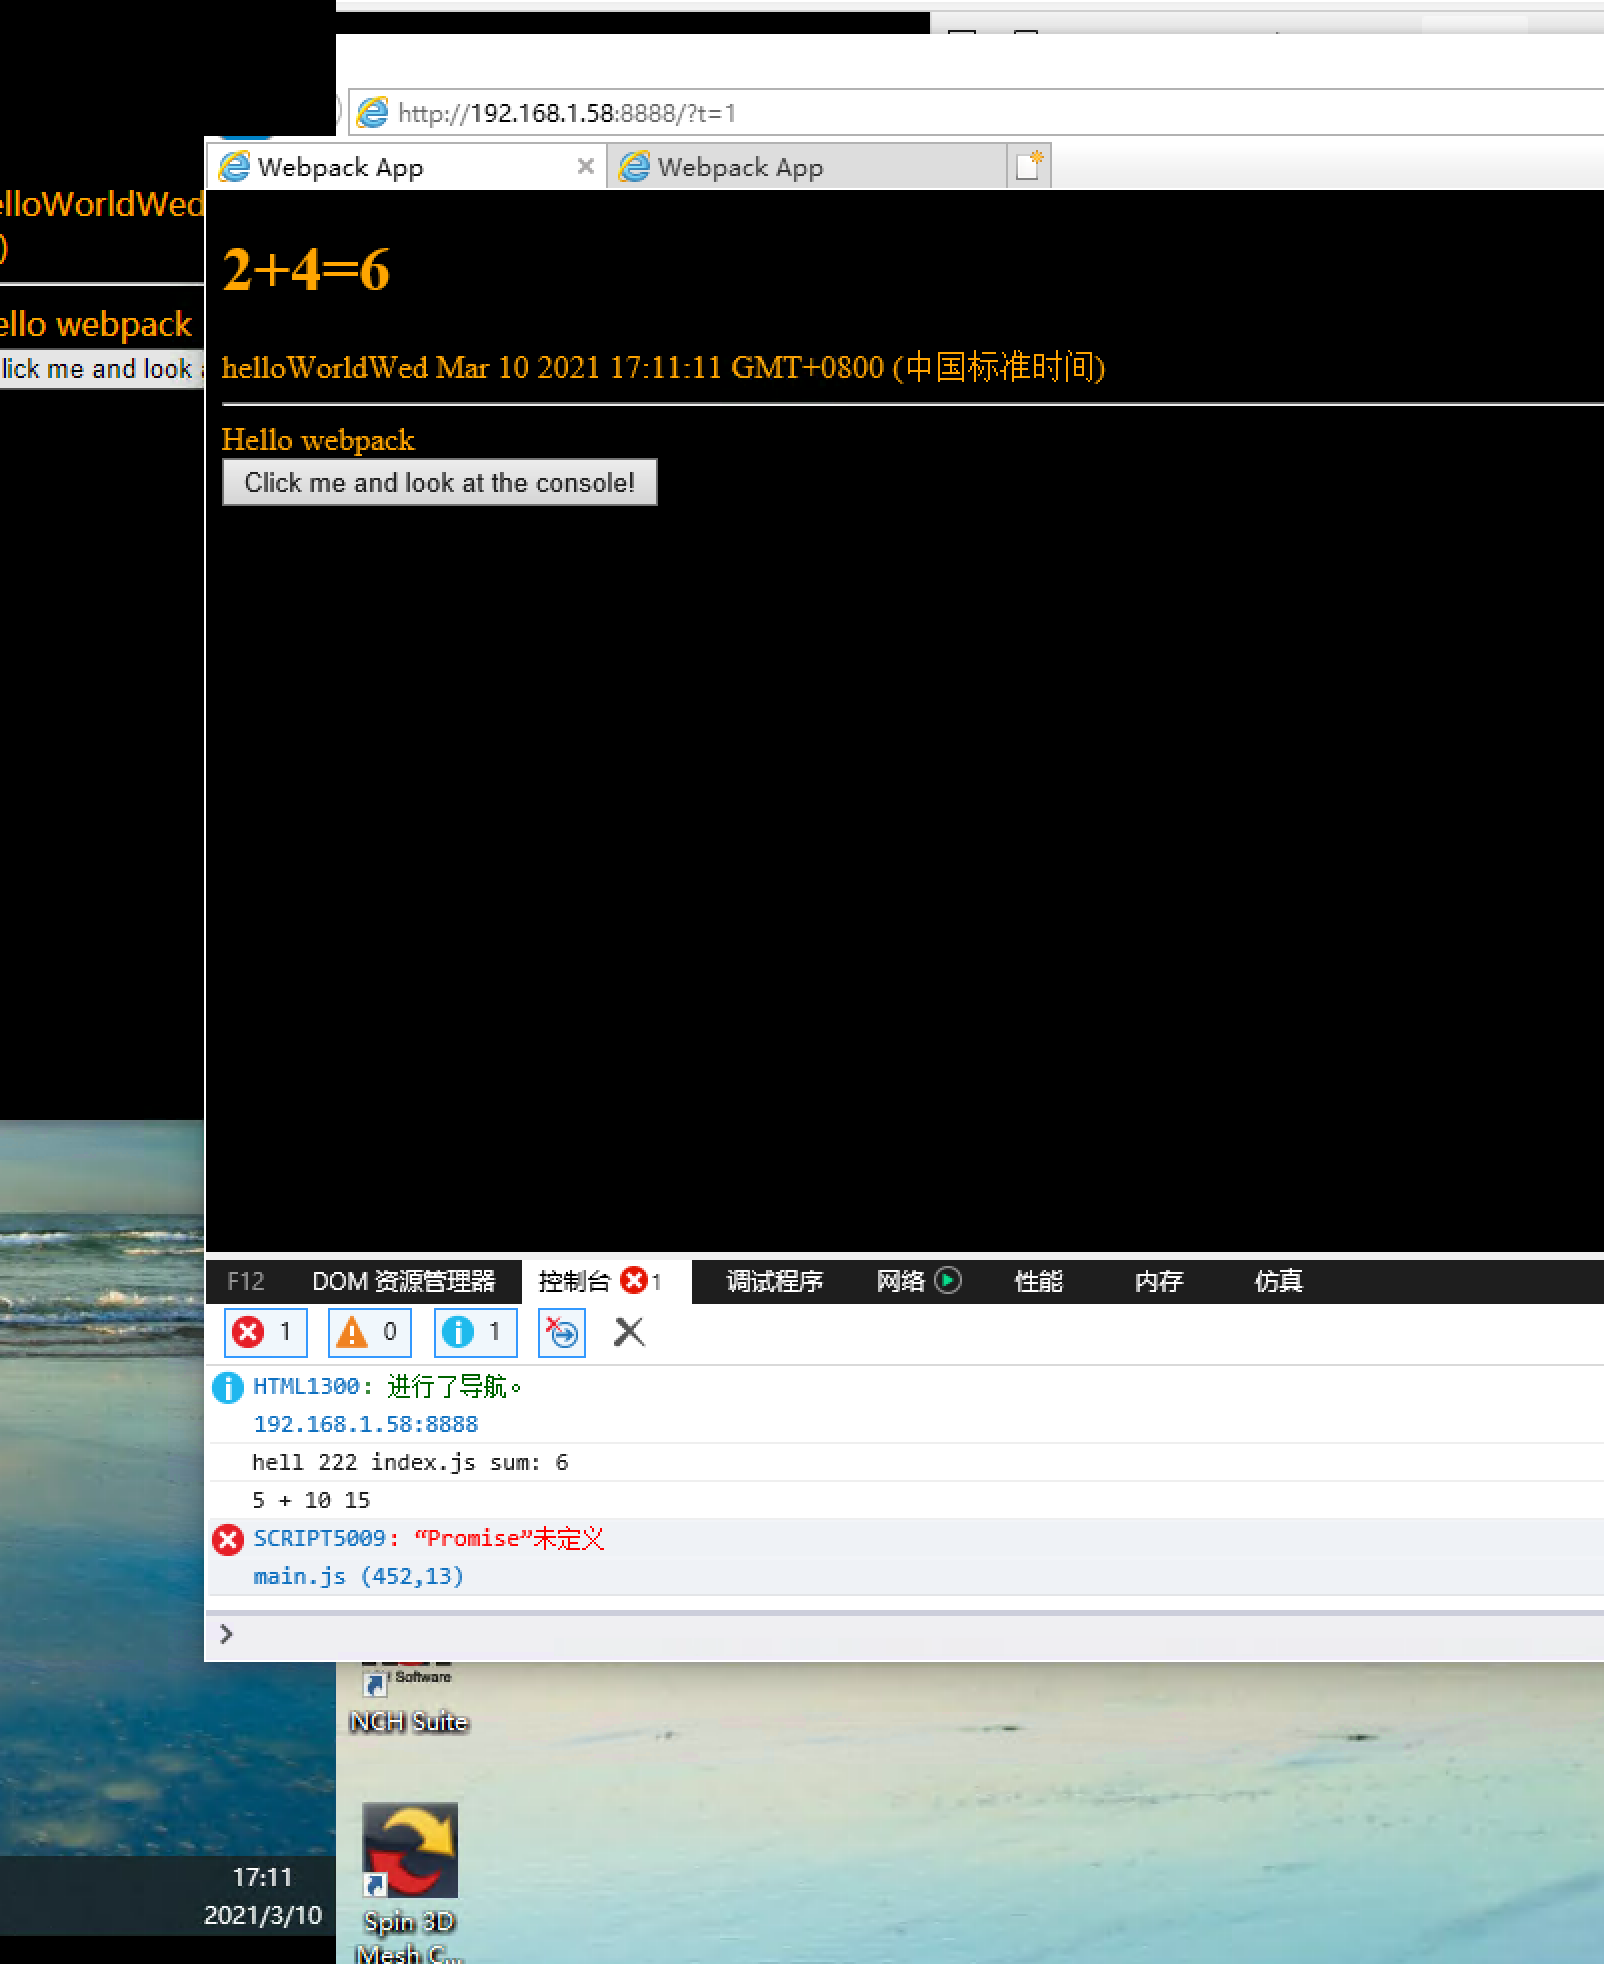 http://192.168.1.58:8888/?t=1
Webpack App
Webpack App
elloWorldWed
)
ello webpack
lick me and look
2+4=6
helloWorldWed Mar 10 2021 17:11:11 GMT+0800 (中国标准时间)
Hello webpack
Click me and look at the console!
F12 DOM 资源管理器 控制台 1 调试程序 网络 性能 内存 仿真
1 0 1
HTML1300: 进行了导航。
192.168.1.58:8888
hell 222 index.js sum: 6
5 + 10 15
SCRIPT5009: “Promise”未定义
main.js (452,13)
Software
NCH Suite
17:11
2021/3/10
Spin 3D
Mesh C...